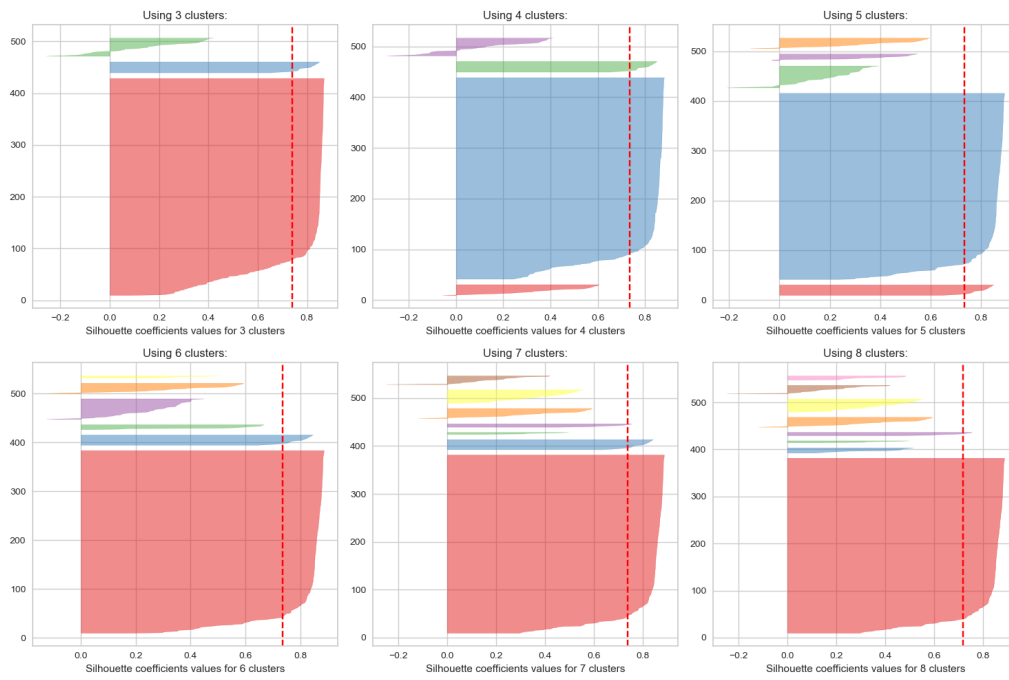 Using 3 clusters:
Using 4 clusters:
Using 5 clusters:
500
400
300
200
100
0
500
400
300
200
100
0
500
400
300
200
100
0
−0.2 0.0 0.2 0.4 0.6 0.8
−0.2 0.0 0.2 0.4 0.6 0.8
−0.2 0.0 0.2 0.4 0.6 0.8
Silhouette coefficients values for 3 clusters
Silhouette coefficients values for 4 clusters
Silhouette coefficients values for 5 clusters
Using 6 clusters:
Using 7 clusters:
Using 8 clusters:
500
400
300
200
100
0
500
400
300
200
100
0
500
400
300
200
100
0
0.0 0.2 0.4 0.6 0.8
−0.2 0.0 0.2 0.4 0.6 0.8
−0.2 0.0 0.2 0.4 0.6 0.8
Silhouette coefficients values for 6 clusters
Silhouette coefficients values for 7 clusters
Silhouette coefficients values for 8 clusters